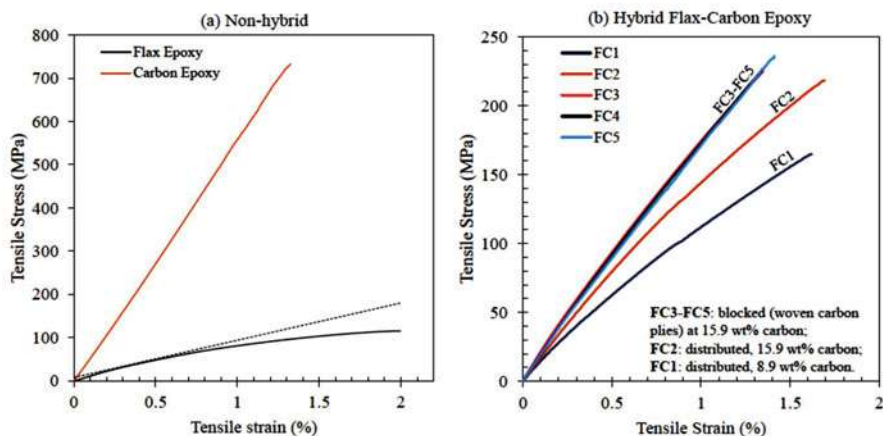 (a) Non-hybrid
800
700
600
500
400
300
200
100
0
Tensile Stress (MPa)
Flax Epoxy
Carbon Epoxy
0
0.5
1
1.5
2
Tensile strain (%)
(b) Hybrid Flax-Carbon Epoxy
250
200
150
100
50
0
Tensile Stress (MPa)
FC1
FC2
FC3
FC4
FC5
FC3-FC5
FC2
FC1
FC3-FC5: blocked (woven carbon
plies) at 15.9 wt% carbon;
FC2: distributed, 15.9 wt% carbon;
FC1: distributed, 8.9 wt% carbon.
0
0.5
1
1.5
2
Tensile Strain (%)